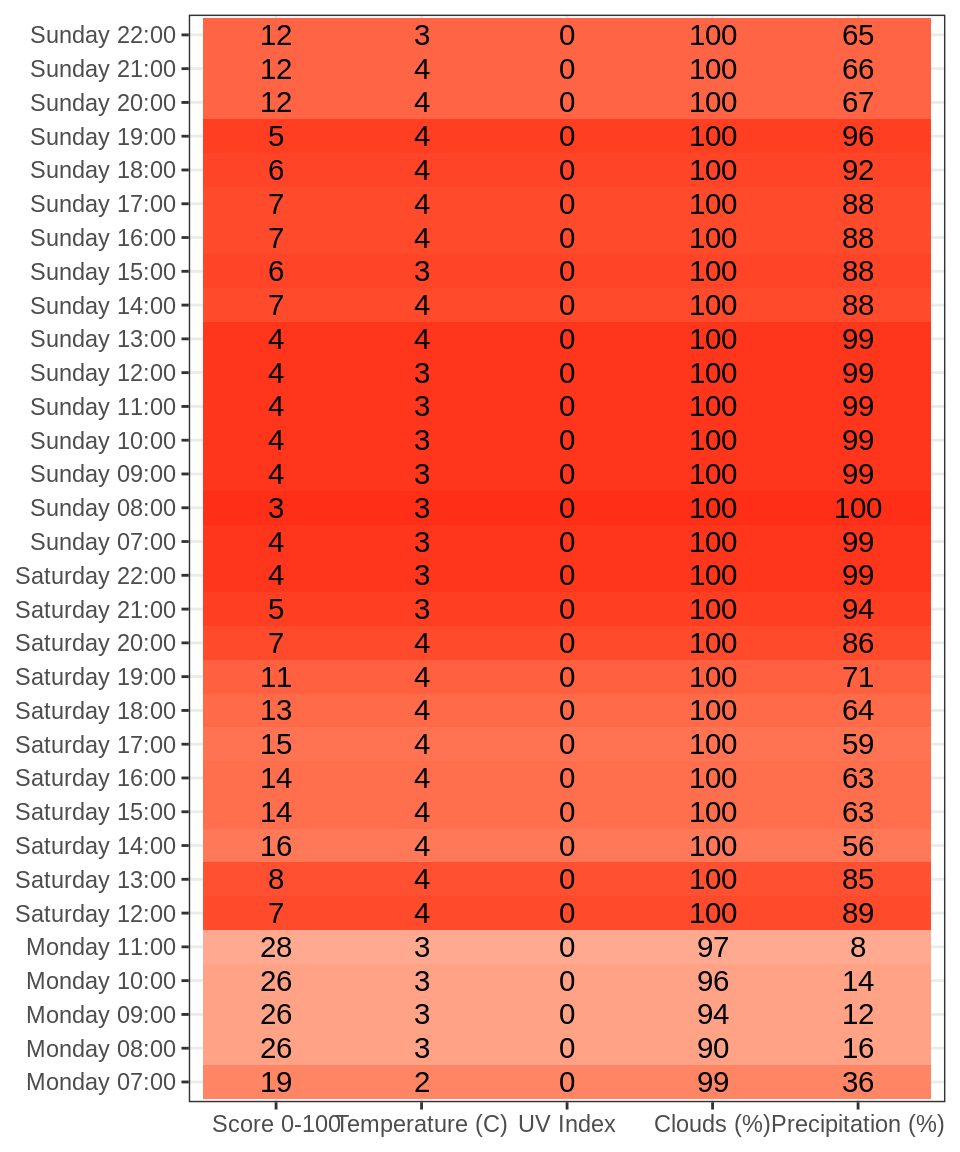 Sunday 22:00 12 3 0 100 65
Sunday 21:00 12 4 0 100 66
Sunday 20:00 12 4 0 100 67
Sunday 19:00 5 4 0 100 96
Sunday 18:00 6 4 0 100 92
Sunday 17:00 7 4 0 100 88
Sunday 16:00 7 4 0 100 88
Sunday 15:00 6 3 0 100 88
Sunday 14:00 7 4 0 100 88
Sunday 13:00 4 4 0 100 99
Sunday 12:00 4 3 0 100 99
Sunday 11:00 4 3 0 100 99
Sunday 10:00 4 3 0 100 99
Sunday 09:00 4 3 0 100 99
Sunday 08:00 3 3 0 100 100
Sunday 07:00 4 3 0 100 99
Saturday 22:00 4 3 0 100 99
Saturday 21:00 5 3 0 100 94
Saturday 20:00 7 4 0 100 86
Saturday 19:00 11 4 0 100 71
Saturday 18:00 13 4 0 100 64
Saturday 17:00 15 4 0 100 59
Saturday 16:00 14 4 0 100 63
Saturday 15:00 14 4 0 100 63
Saturday 14:00 16 4 0 100 56
Saturday 13:00 8 4 0 100 85
Saturday 12:00 7 4 0 100 89
Monday 11:00 28 3 0 97 8
Monday 10:00 26 3 0 96 14
Monday 09:00 26 3 0 94 12
Monday 08:00 26 3 0 90 16
Monday 07:00 19 2 0 99 36
Score 0-100 Temperature (C) UV Index Clouds (%) Precipitation (%)